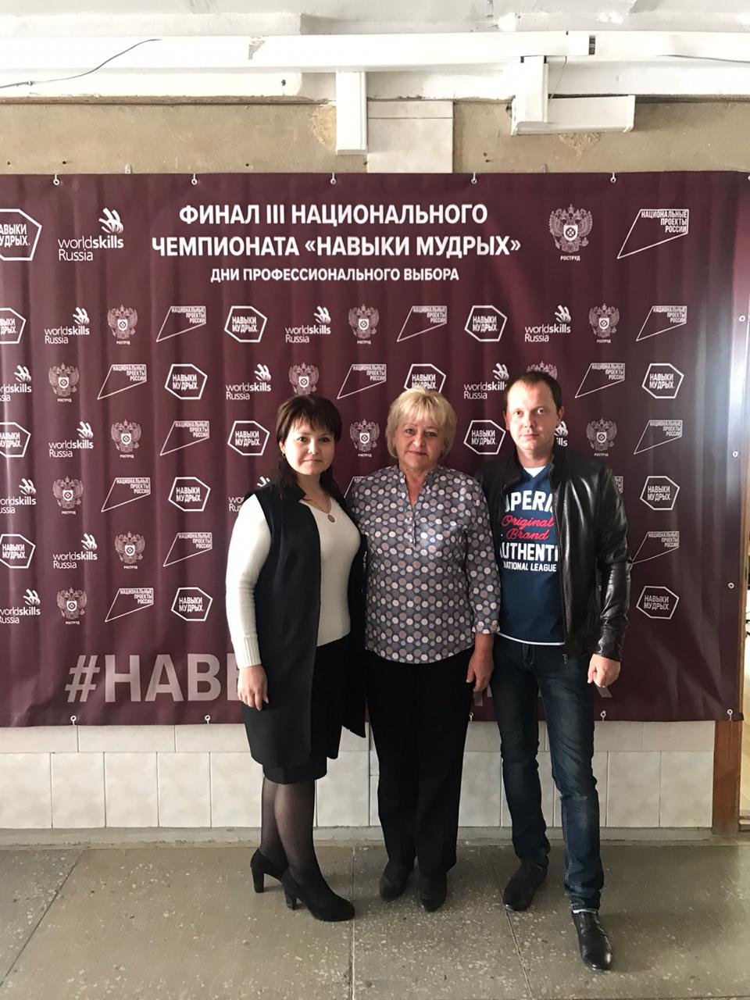 ФИНАЛ III НАЦИОНАЛЬНОГО
ЧЕМПИОНАТА «НАВЫКИ МУДРЫХ»
ДНИ ПРОФЕССИОНАЛЬНОГО ВЫБОРА
НАВЫКИ
МУДРЫХ.
worldskills
Russia
РОСТРУД
НАЦИОНАЛЬНЫЕ
ПРОЕКТЫ
РОССИИ
#НАВЫ
Original
Brand
NATIONAL LEAGUE